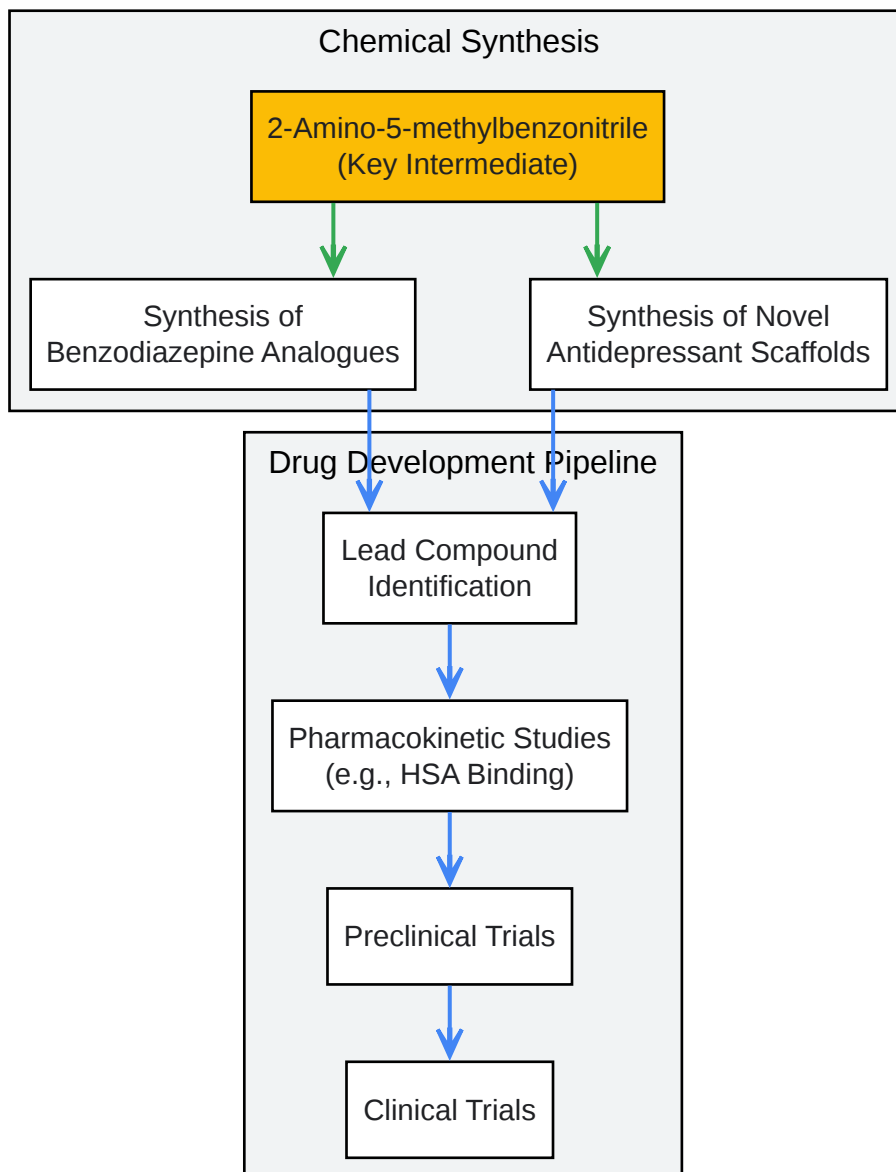 Chemical Synthesis
2-Amino-5-methylbenzonitrile
(Key Intermediate)
Synthesis of
Benzodiazepine Analogues
Synthesis of Novel
Antidepressant Scaffolds
Drug Development Pipeline
Lead Compound
Identification
Pharmacokinetic Studies
(e.g., HSA Binding)
Preclinical Trials
Clinical Trials